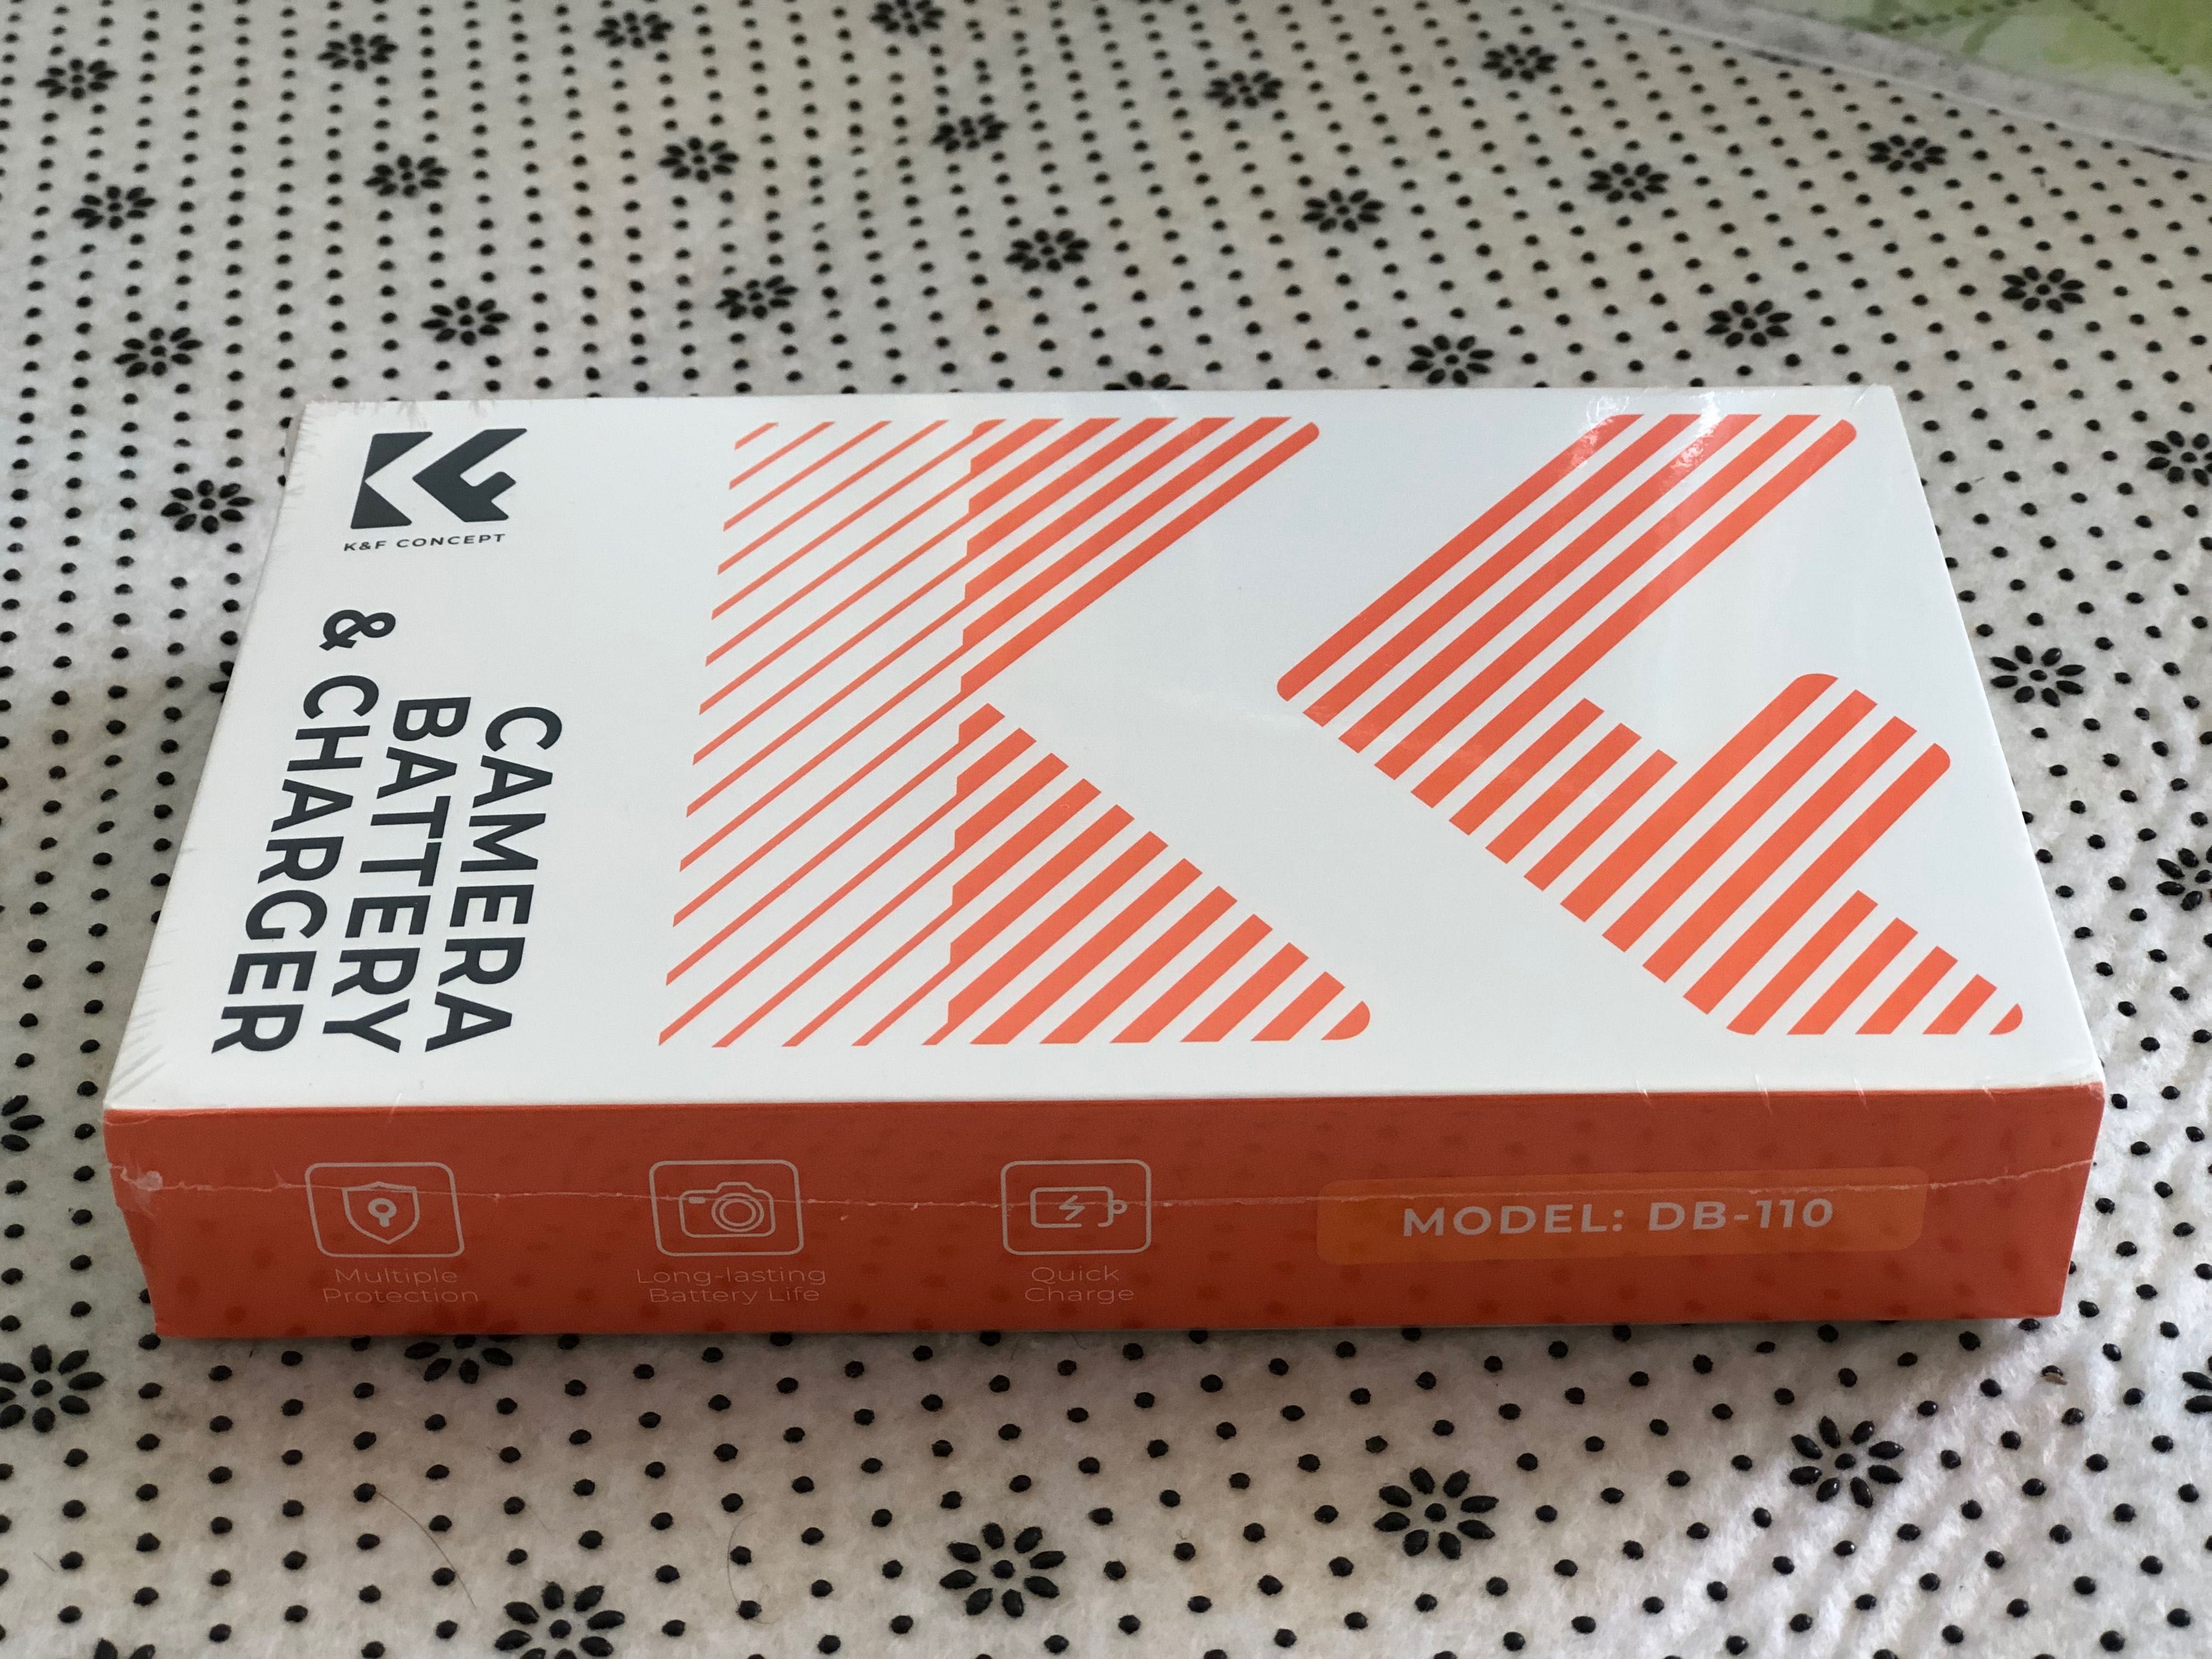 K&F CONCEPT
CAMERA
BATTERY
& CHARGER
Multiple
Protection
Long-lasting
Battery Life
Quick
Charge
MODEL: DB-110